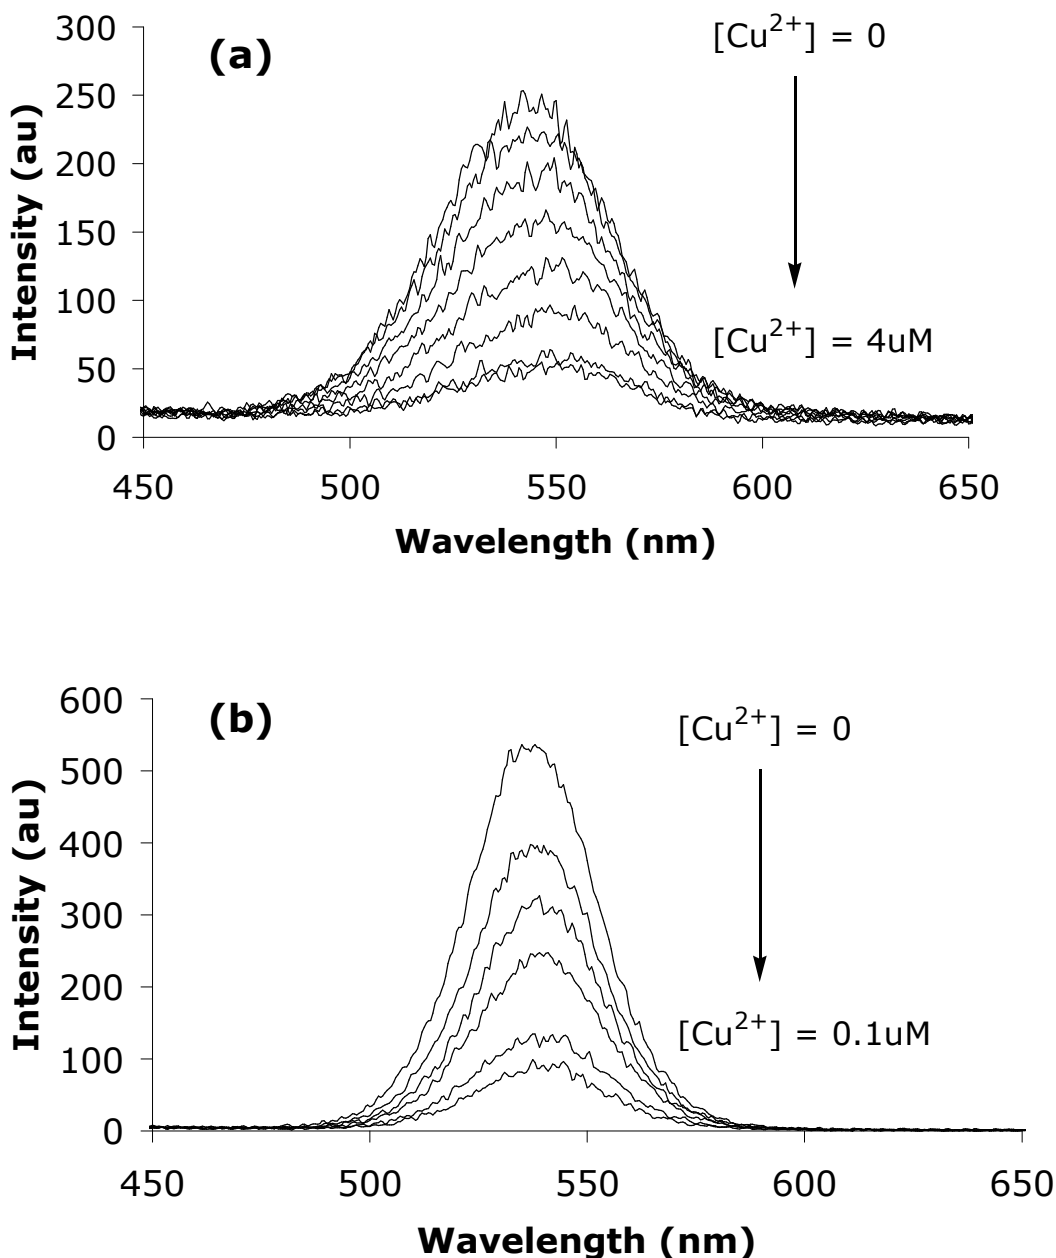 300
(a)
[Cu²⁺] = 0
250
200
150
100
[Cu²⁺] = 4uM
50
0
450 500 550 600 650
Intensity (au)
Wavelength (nm)
600
(b)
[Cu²⁺] = 0
500
400
300
200
[Cu²⁺] = 0.1uM
100
0
450 500 550 600 650
Intensity (au)
Wavelength (nm)